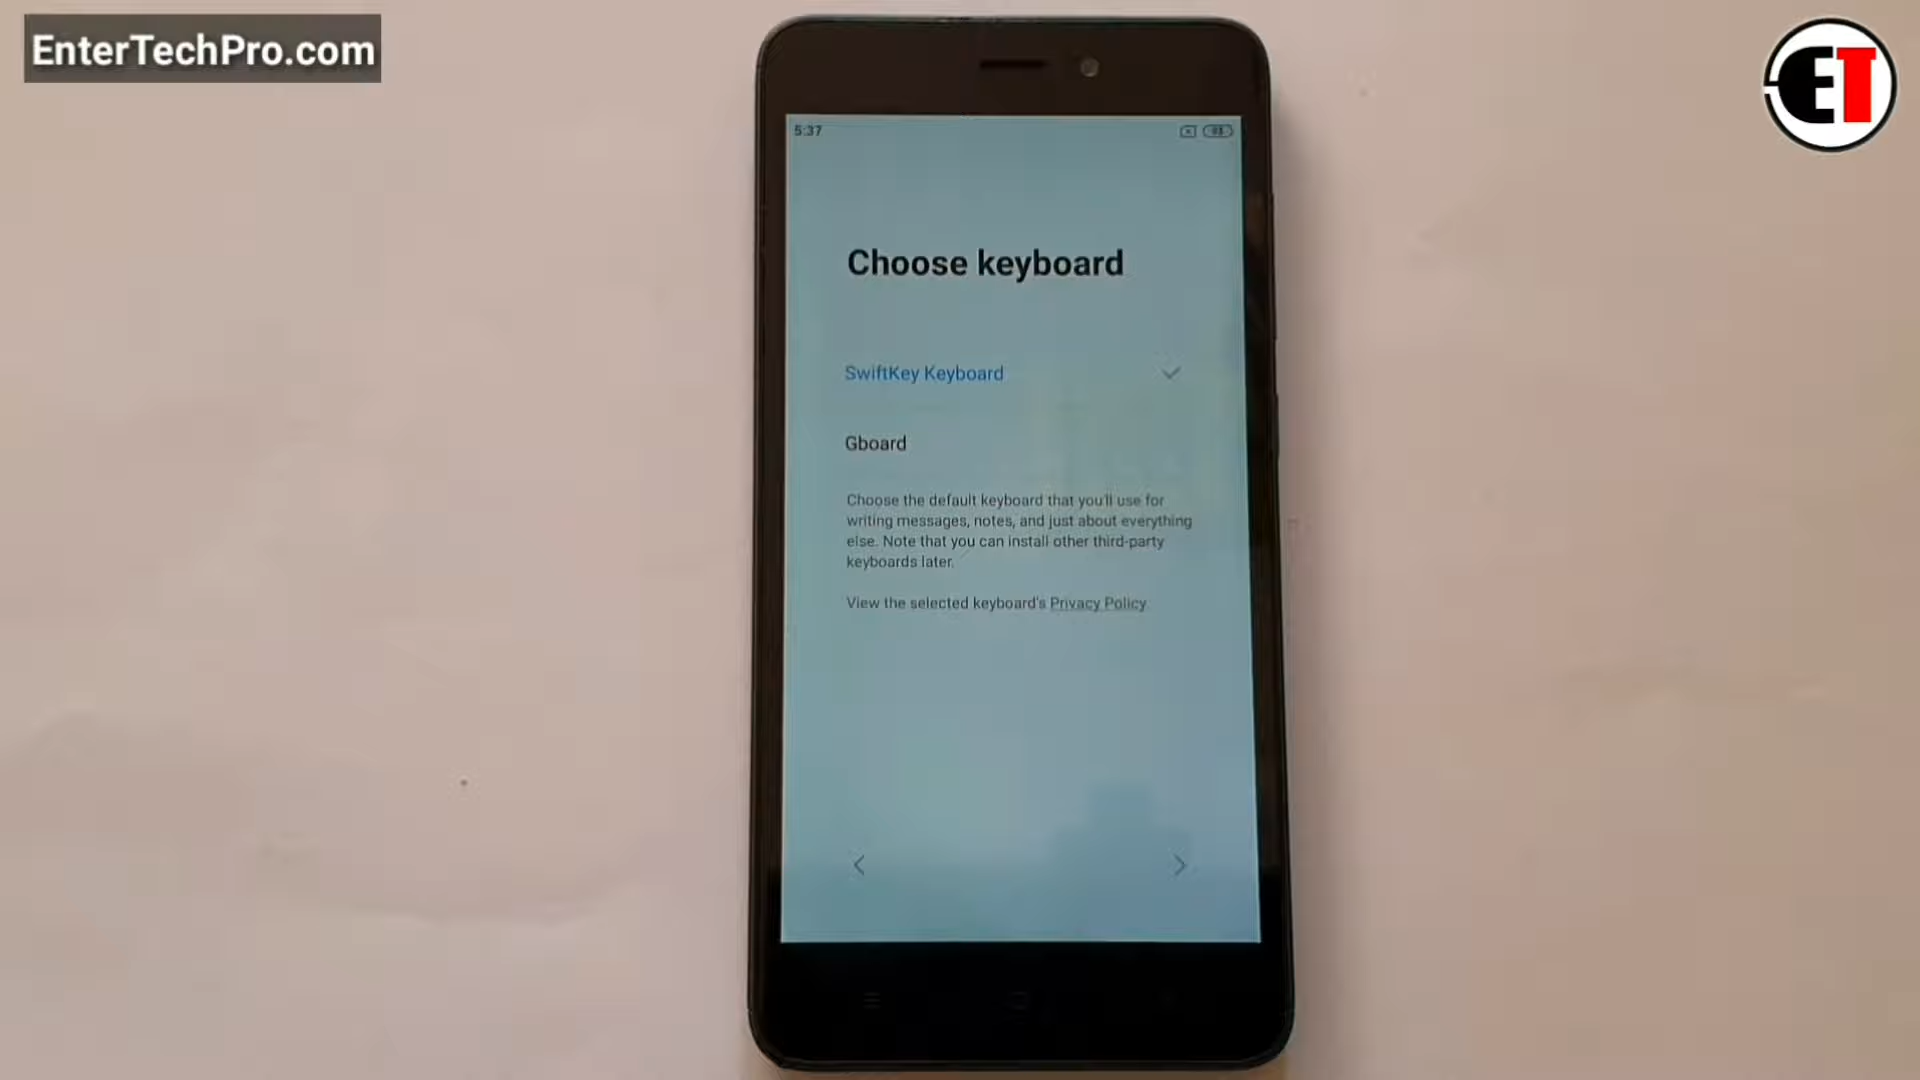 EnterTechPro.com
ET
5:37
Choose keyboard
SwiftKey Keyboard
Gboard
Choose the default keyboard that you'll use for
writing messages, notes, and just about everything
else. Note that you can install other third-party
keyboards later.
View the selected keyboard's Privacy Policy